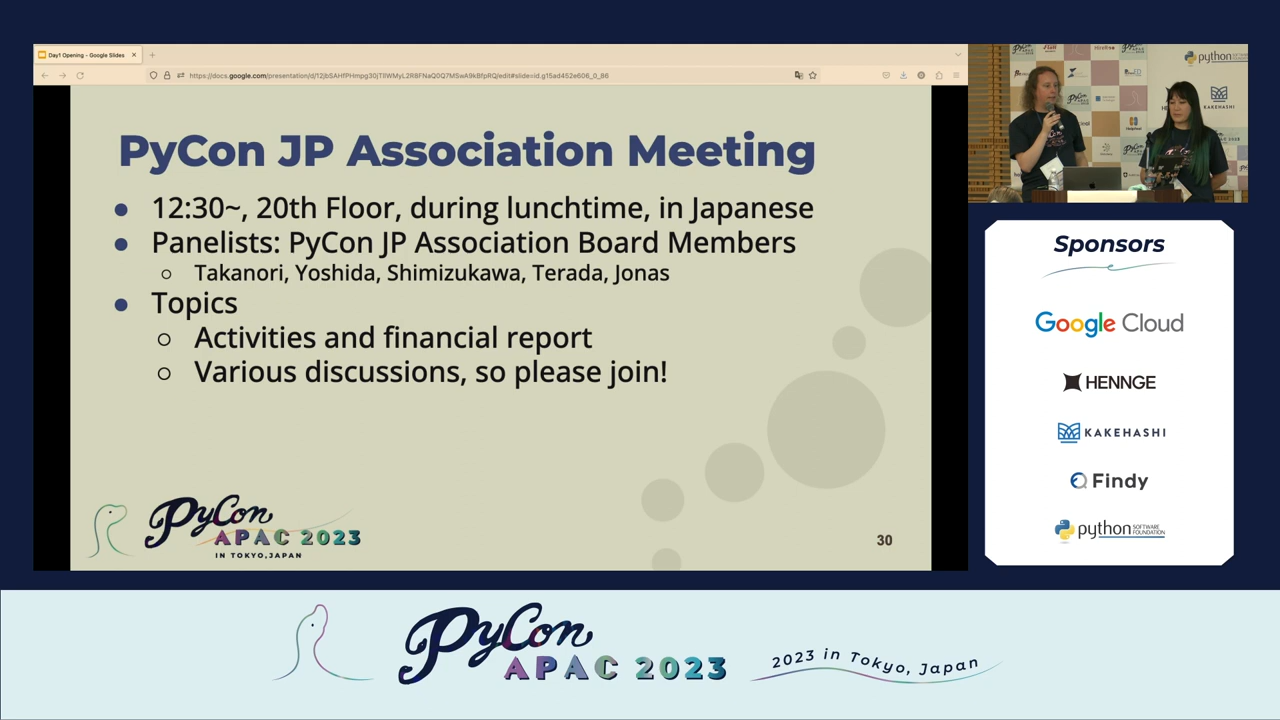 Day1 Opening - Google Slides
PyCon JP Association Meeting
● 12:30~, 20th Floor, during lunchtime, in Japanese
● Panelists: PyCon JP Association Board Members
○ Takanori, Yoshida, Shimizukawa, Terada, Jonas
● Topics
○ Activities and financial report
○ Various discussions, so please join!
PyCon
APAC 2023
IN TOKYO,JAPAN
30
python
KAKEHASHI
Sponsors
Google Cloud
HENNGE
KAKEHASHI
Findy
python SOFTWARE FOUNDATION
PyCon
APAC 2023
2023 in Tokyo, Japan